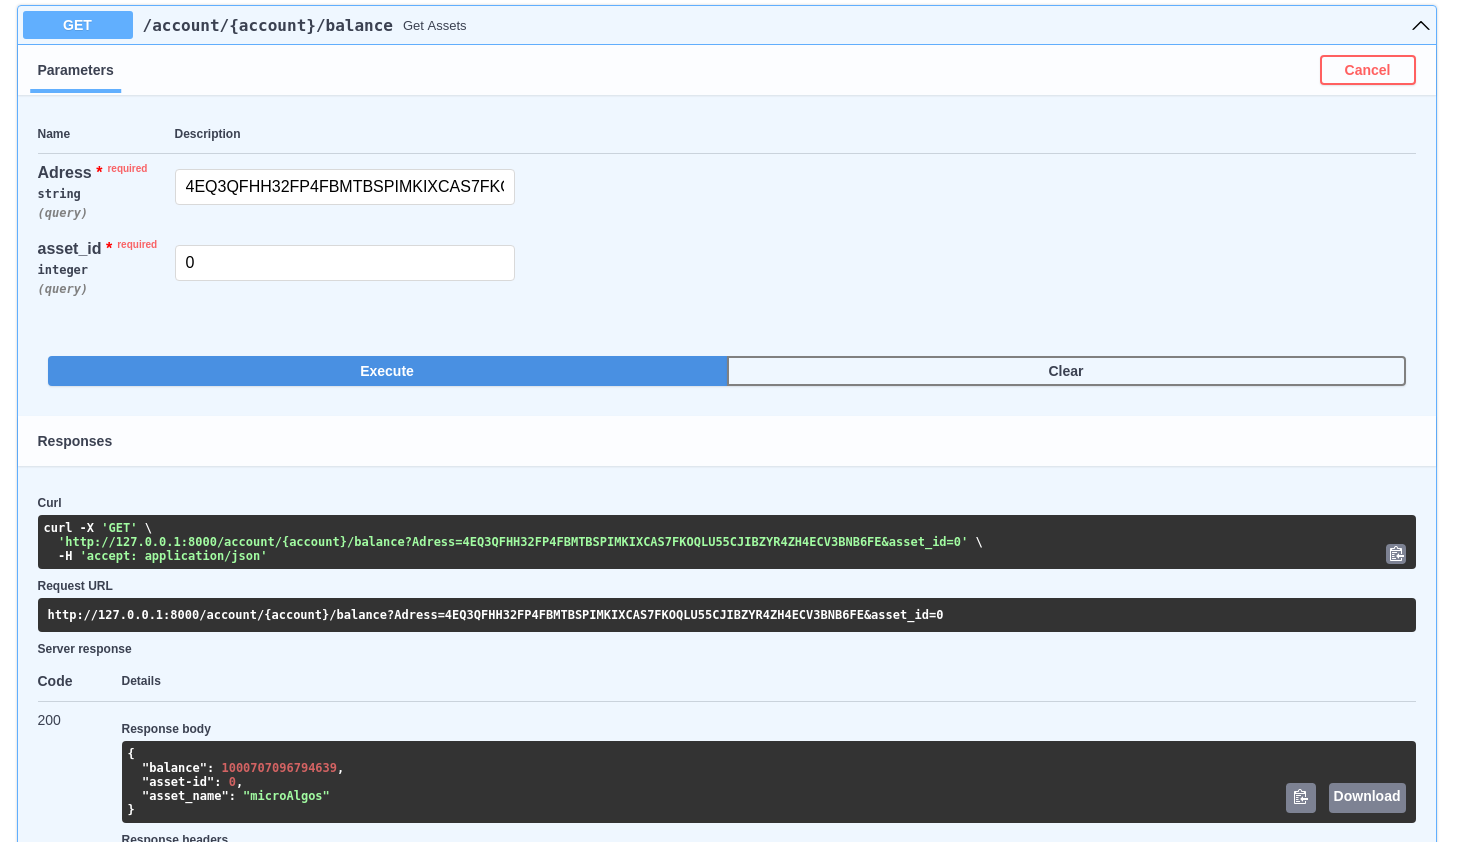 GET /account/{account}/balance Get Assets
Parameters Cancel
Name Description
Adress * required
string
(query)
4EQ3QFHH32FP4FBMTBSPIMKIXCAS7FK
asset_id * required
integer
(query)
0
Execute Clear
Responses
Curl
curl -X 'GET' \
'http://127.0.0.1:8000/account/{account}/balance?Adress=4EQ3QFHH32FP4FBMTBSPIMKIXCAS7FKOQLU55CJIBZYR4ZH4ECV3BNB6FE&asset_id=0' \
-H 'accept: application/json'
Request URL
http://127.0.0.1:8000/account/{account}/balance?Adress=4EQ3QFHH32FP4FBMTBSPIMKIXCAS7FKOQLU55CJIBZYR4ZH4ECV3BNB6FE&asset_id=0
Server response
Code Details
200
Response body
{
"balance": 1000707096794639,
"asset-id": 0,
"asset_name": "microAlgos"
}
Download
Response headers